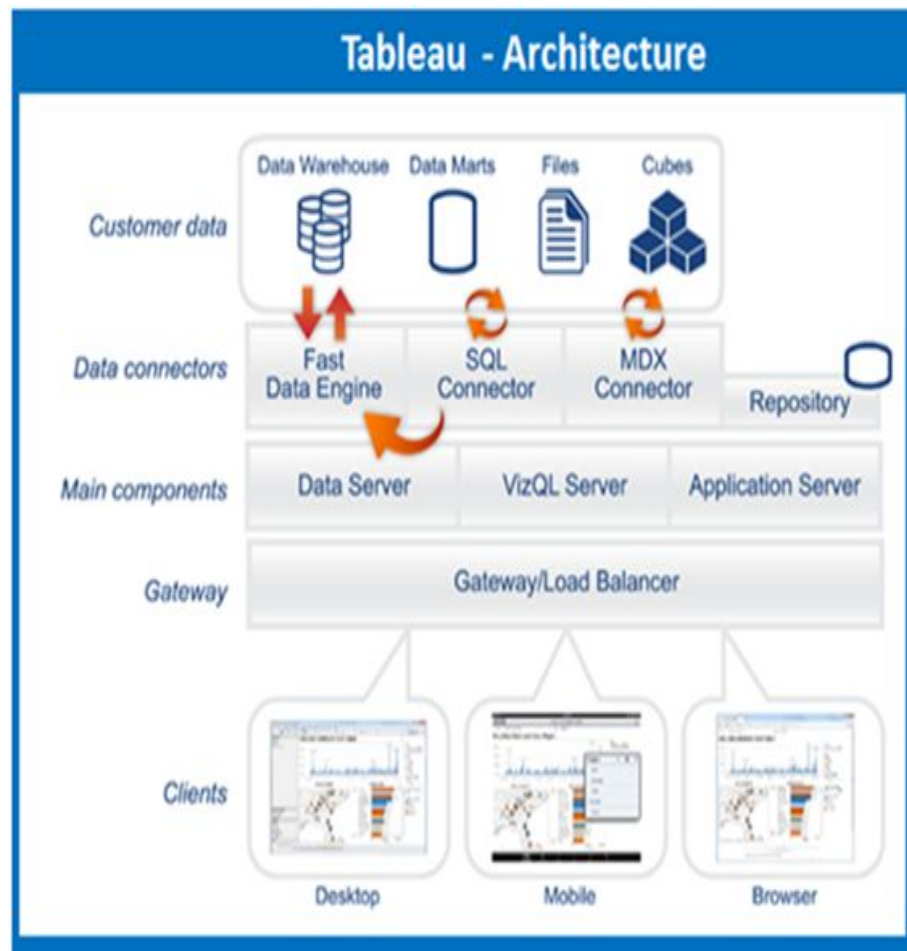 Tableau - Architecture
Data Warehouse Data Marts Files Cubes
Customer data
Data connectors
Fast
Data Engine
SQL
Connector
MDX
Connector
Repository
Main components
Data Server
VizQL Server
Application Server
Gateway
Gateway/Load Balancer
Clients
Desktop
Mobile
Browser